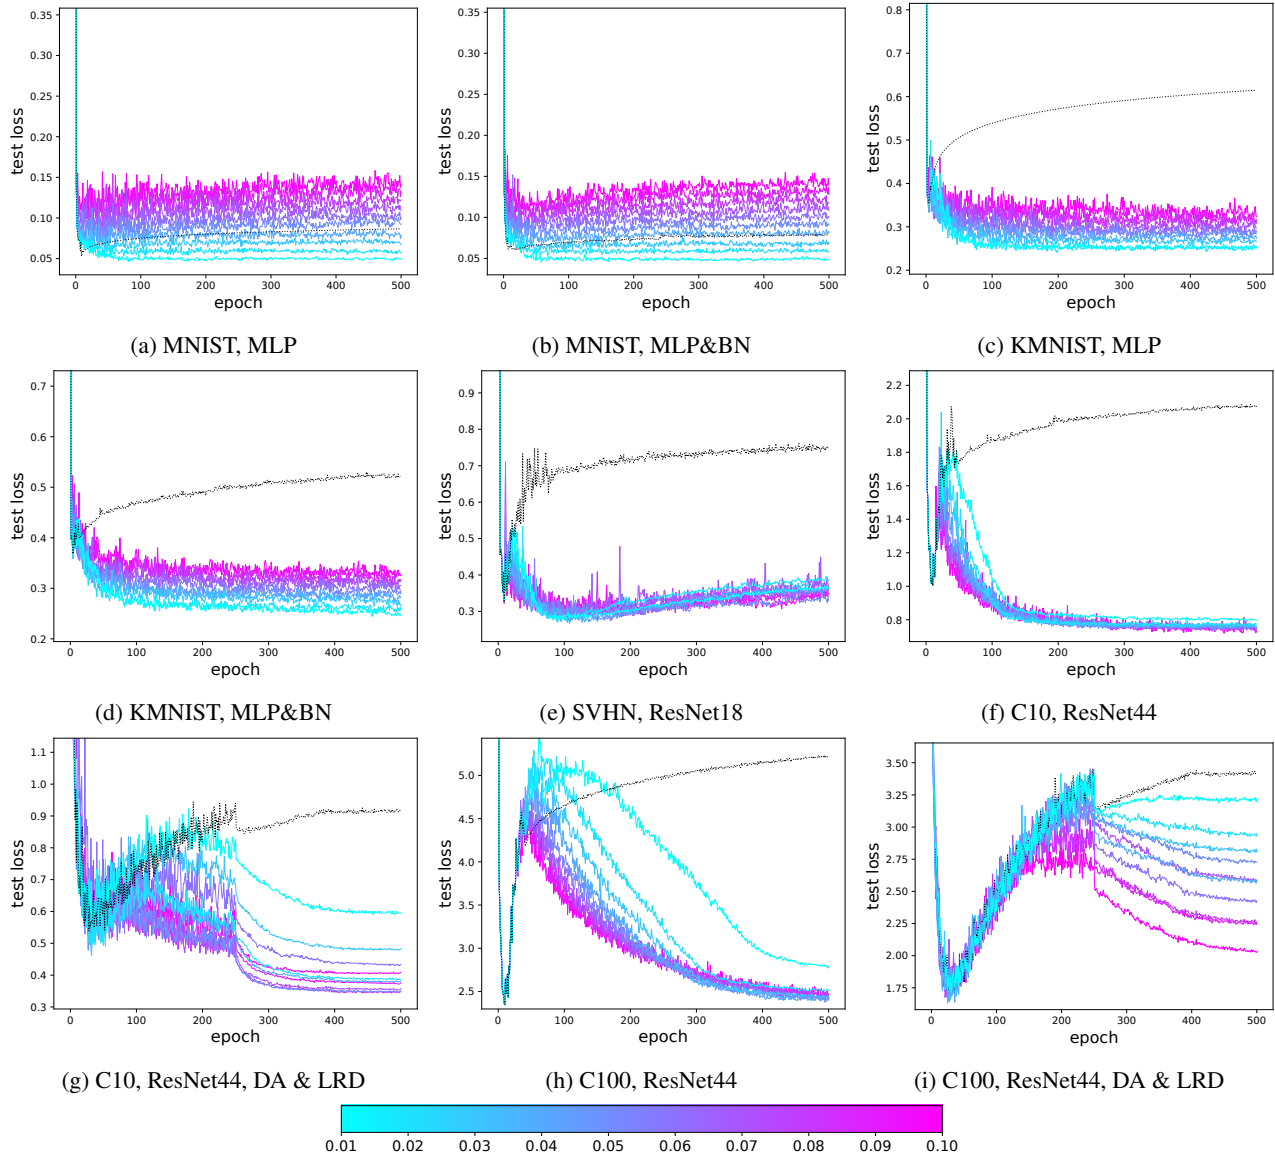 0.35
0.30
0.25
0.20
0.15
0.10
0.05
test loss
0 100 200 300 400 500
epoch
(a) MNIST, MLP
0.35
0.30
0.25
0.20
0.15
0.10
0.05
test loss
0 100 200 300 400 500
epoch
(b) MNIST, MLP&BN
0.8
0.7
0.6
0.5
0.4
0.3
0.2
test loss
0 100 200 300 400 500
epoch
(c) KMNIST, MLP
0.7
0.6
0.5
0.4
0.3
0.2
test loss
0 100 200 300 400 500
epoch
(d) KMNIST, MLP&BN
0.9
0.8
0.7
0.6
0.5
0.4
0.3
test loss
0 100 200 300 400 500
epoch
(e) SVHN, ResNet18
2.2
2.0
1.8
1.6
1.4
1.2
1.0
0.8
test loss
0 100 200 300 400 500
epoch
(f) C10, ResNet44
1.1
1.0
0.9
0.8
0.7
0.6
0.5
0.4
0.3
test loss
0 100 200 300 400 500
epoch
(g) C10, ResNet44, DA & LRD
5.0
4.5
4.0
3.5
3.0
2.5
test loss
0 100 200 300 400 500
epoch
(h) C100, ResNet44
3.50
3.25
3.00
2.75
2.50
2.25
2.00
1.75
test loss
0 100 200 300 400 500
epoch
(i) C100, ResNet44, DA & LRD
0.01 0.02 0.03 0.04 0.05 0.06 0.07 0.08 0.09 0.10